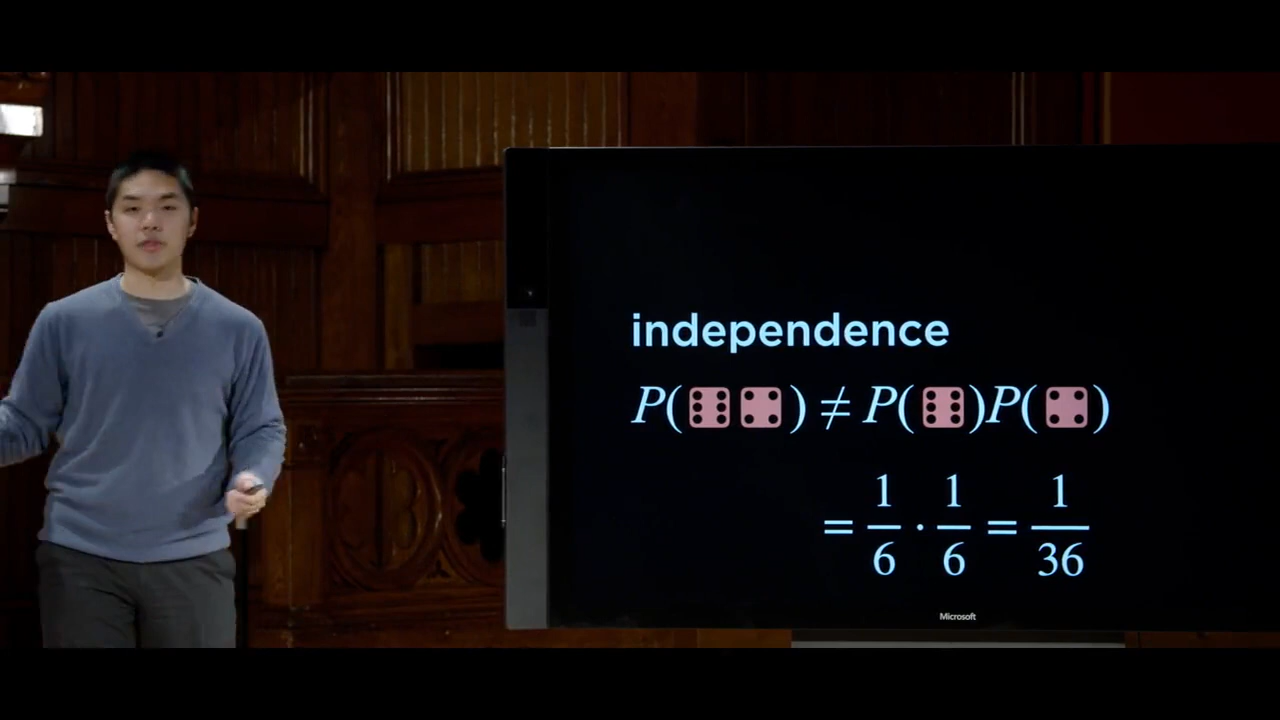 independence
P(⚅⚃) ≠ P(⚅)P(⚃)
= 1/6 · 1/6 = 1/36
Microsoft